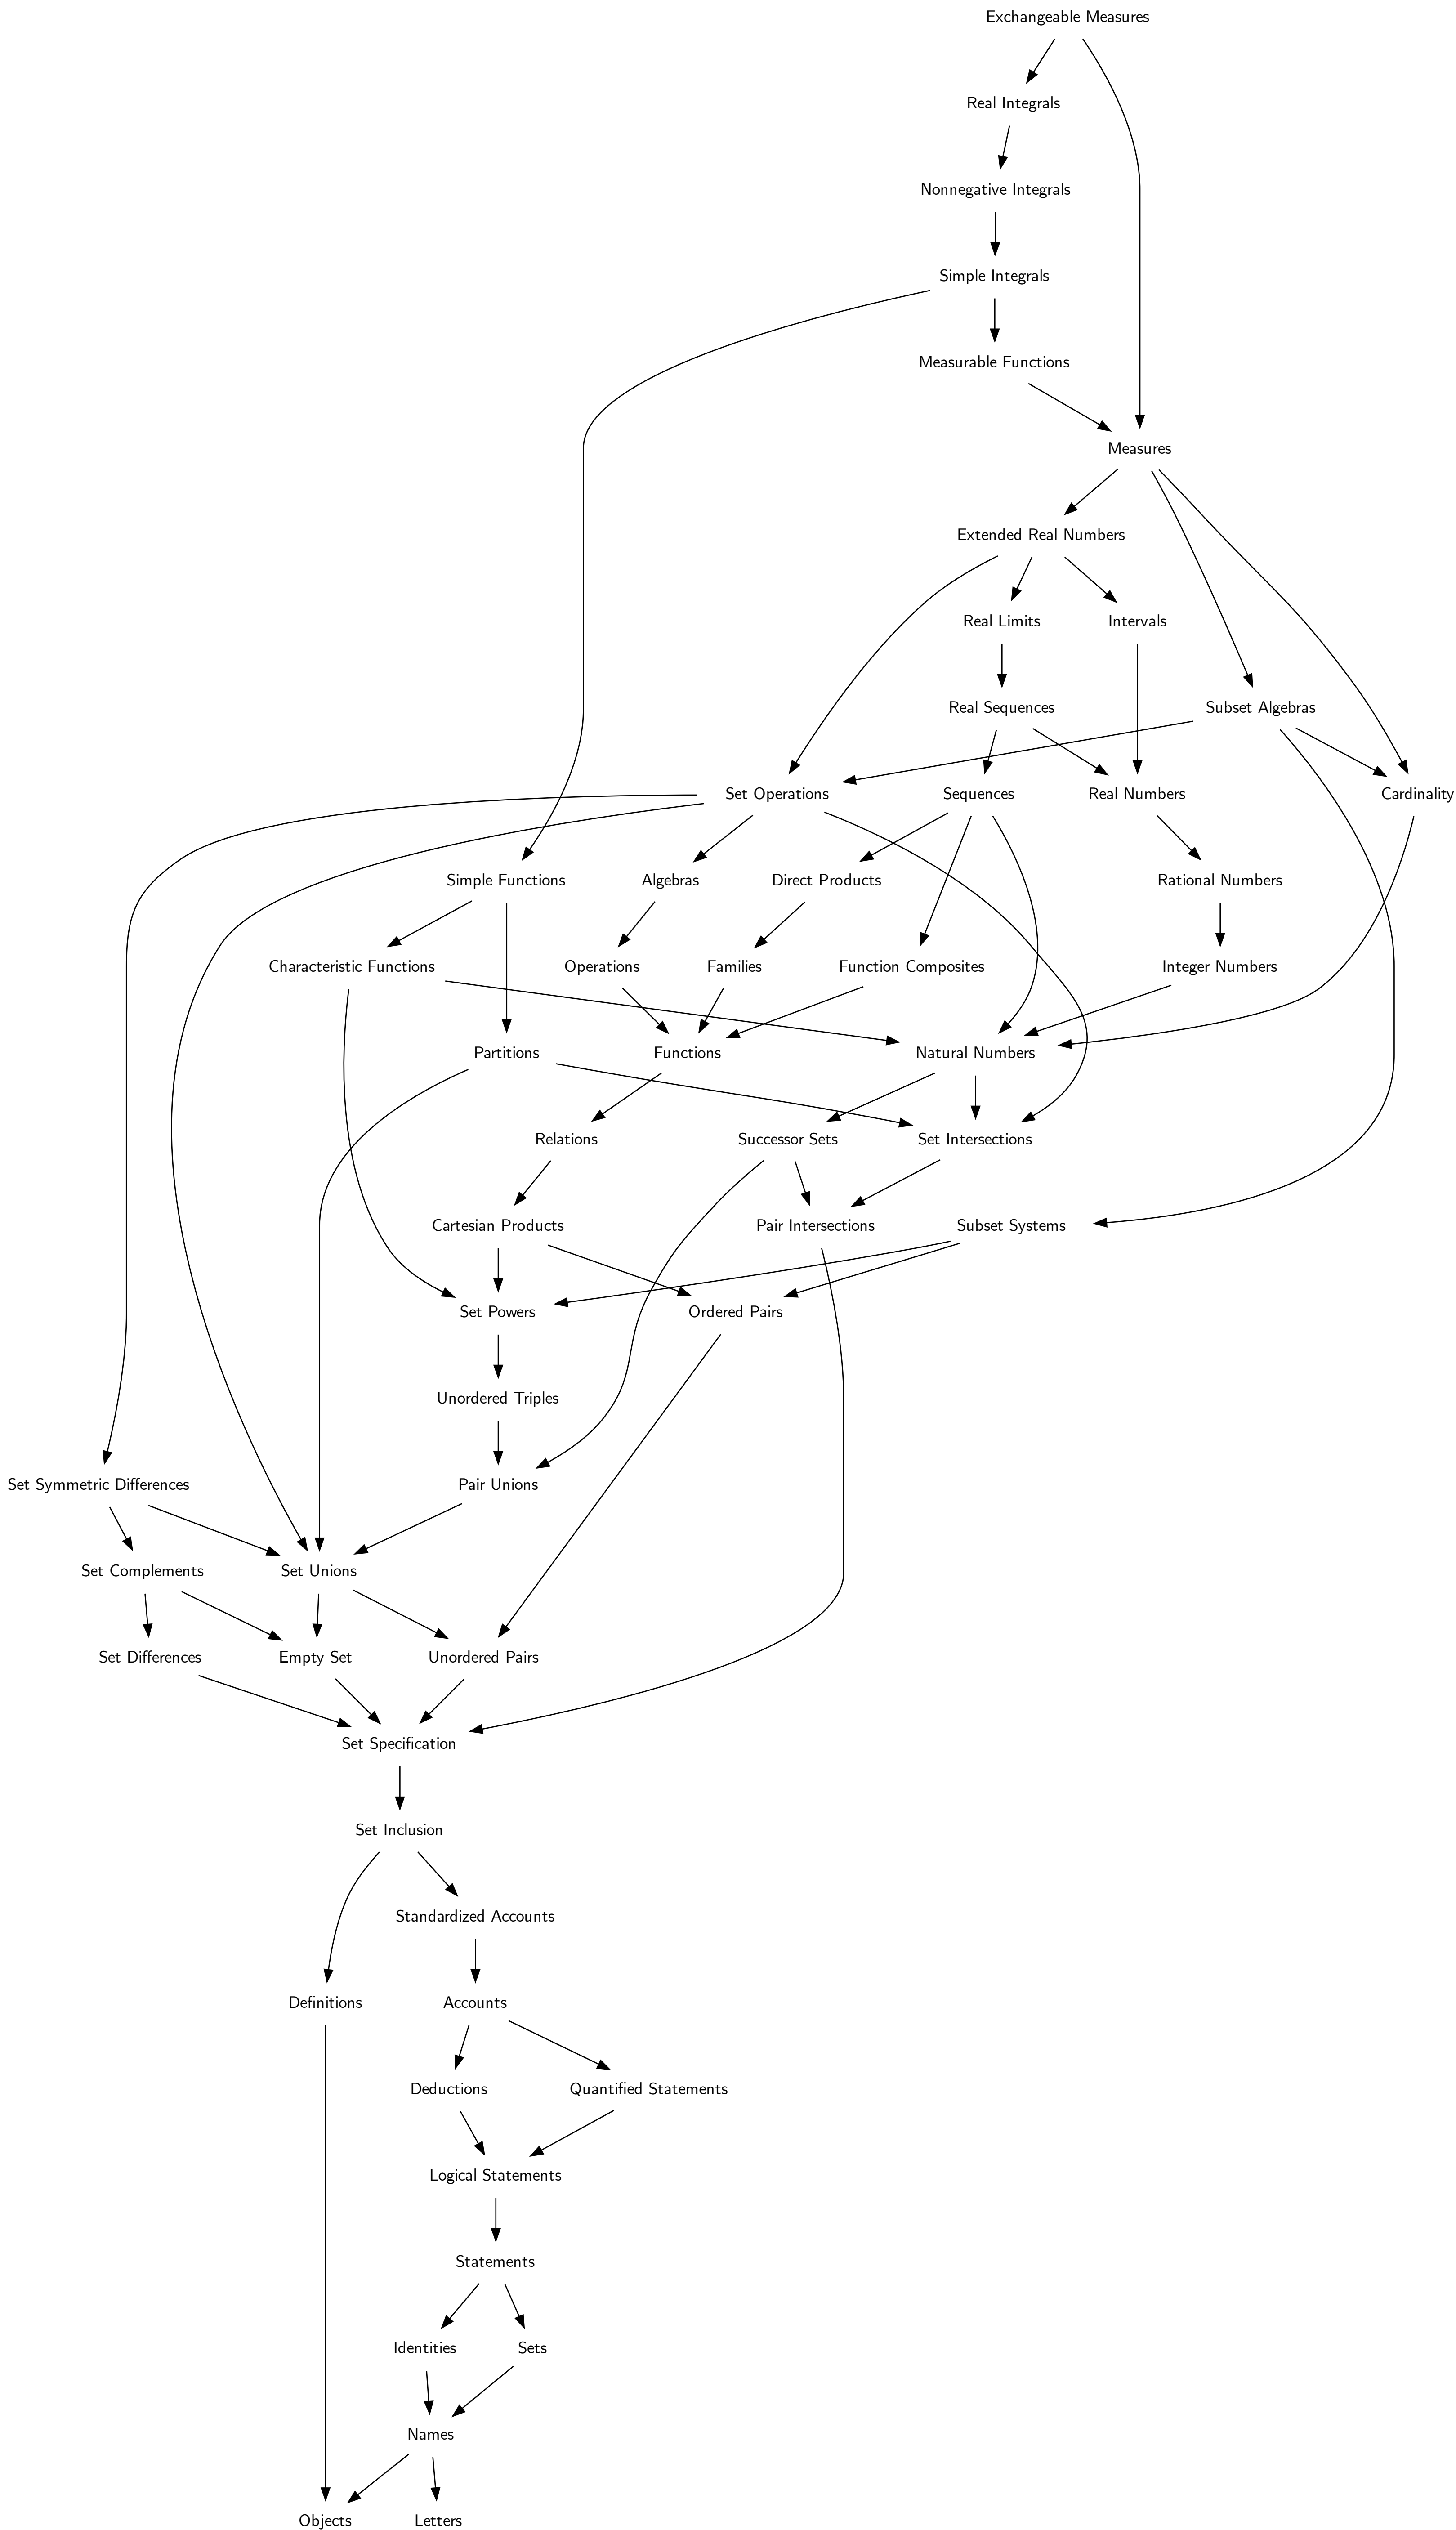 Exchangeable Measures
Real Integrals
Nonnegative Integrals
Simple Integrals
Measurable Functions
Measures
Extended Real Numbers
Real Limits
Intervals
Real Sequences
Subset Algebras
Set Operations
Sequences
Real Numbers
Cardinality
Simple Functions
Algebras
Direct Products
Rational Numbers
Characteristic Functions
Operations
Families
Function Composites
Integer Numbers
Partitions
Functions
Natural Numbers
Relations
Successor Sets
Set Intersections
Cartesian Products
Pair Intersections
Subset Systems
Set Powers
Ordered Pairs
Unordered Triples
Set Symmetric Differences
Pair Unions
Set Complements
Set Unions
Set Differences
Empty Set
Unordered Pairs
Set Specification
Set Inclusion
Standardized Accounts
Definitions
Accounts
Deductions
Quantified Statements
Logical Statements
Statements
Identities
Sets
Names
Objects
Letters